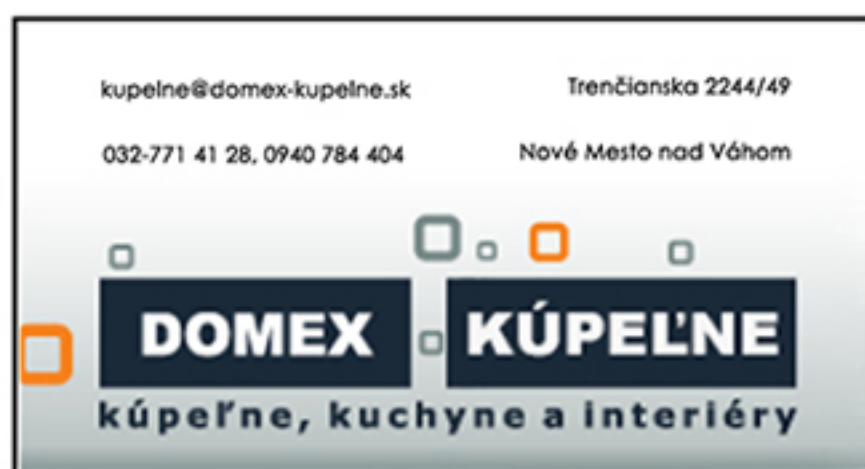 kupelne@domex-kupelne.sk
Trenčianska 2244/49
032-771 41 28, 0940 784 404
Nové Mesto nad Váhom
DOMEX KÚPEĽNE
kúpeľne, kuchyne a interiéry